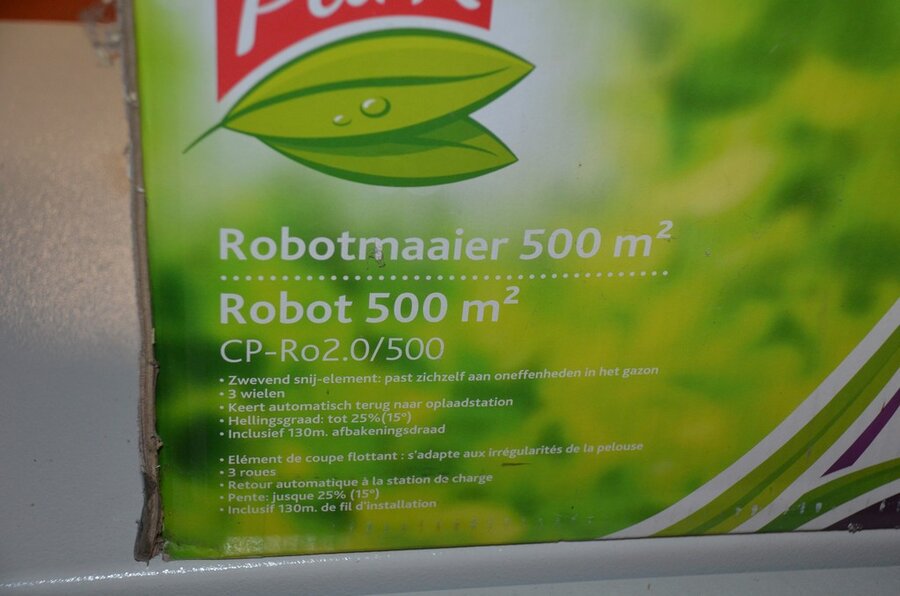 Park
Robotmaaier 500 m²
Robot 500 m²
CP-Ro2.0/500
• Zwevend snij-element: past zichzelf aan oneffenheden in het gazon
• 3 wielen
• Keert automatisch terug naar oplaadstation
• Hellingsgraad: tot 25%(15°)
• Inclusief 130m. afbakeningsdraad
• Elément de coupe flottant : s'adapte aux irrégularités de la pelouse
• 3 roues
• Retour automatique à la station de charge
• Pente: jusque 25% (15°)
• Inclusif 130m. de fil d'installation